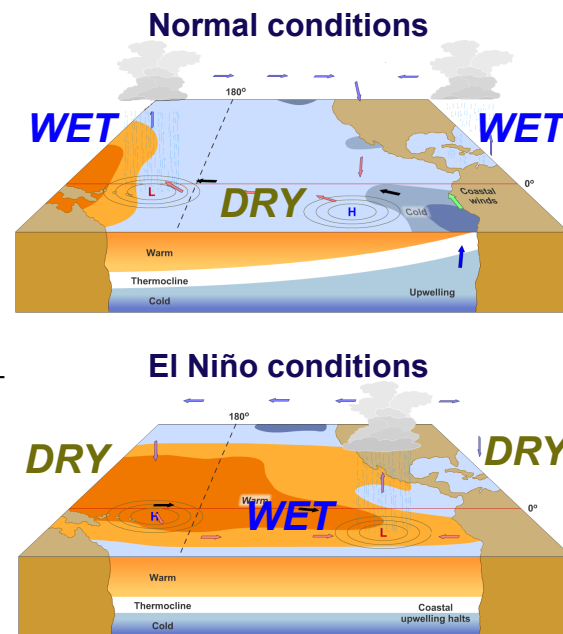 Normal conditions
180º
WET
WET
L
0º
DRY
H
Cold
Coastal
winds
Warm
Thermocline
Cold
Upwelling
El Niño conditions
180º
DRY
DRY
Warm
WET
H
L
0º
Warm
Thermocline
Coastal
upwelling halts
Cold